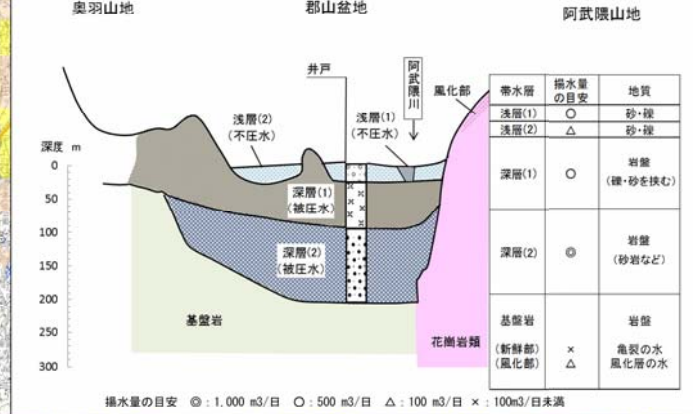 奥羽山地
郡山盆地
阿武隈山地
井戸
阿武隈川
浅層(2)
(不圧水)
浅層(1)
(不圧水)
風化部
深度 m
0
50
100
150
200
250
300
深層(1)
(被圧水)
深層(2)
(被圧水)
基盤岩
花崗岩類
帯水層 揚水量の目安 地質
浅層(1) ○ 砂・礫
浅層(2) △ 砂・礫
深層(1) ○ 岩盤
(礫・砂を挟む)
深層(2) ◎ 岩盤
(砂岩など)
基盤岩 岩盤
(新鮮部) × 亀裂の水
(風化部) △ 風化層の水
揚水量の目安 ◎:1,000 m3/日 ○:500 m3/日 △:100 m3/日 ×:100m3/日未満